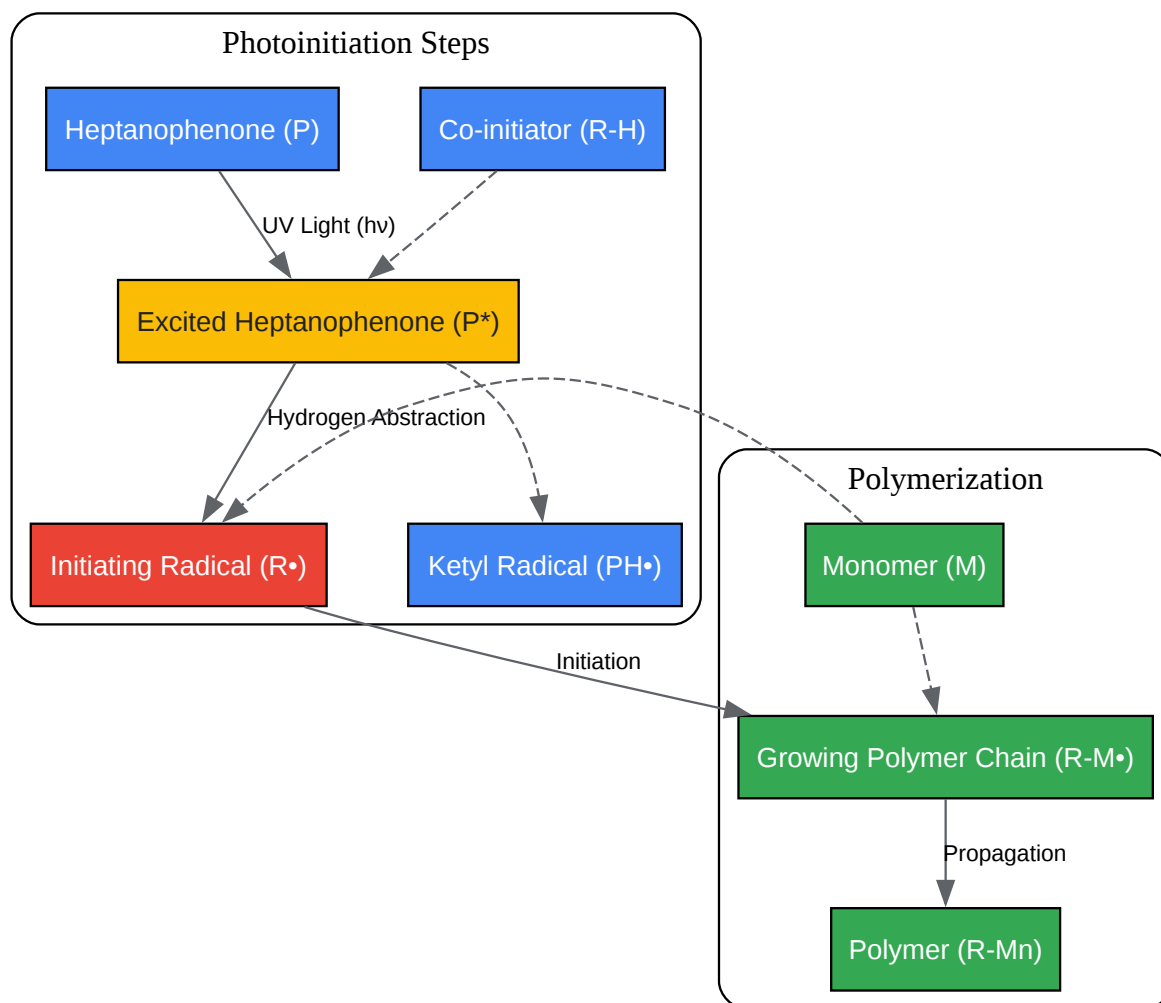 Photoinitiation Steps
Heptanophenone (P)
Co-initiator (R-H)
UV Light (hν)
Excited Heptanophenone (P*)
Hydrogen Abstraction
Polymerization
Initiating Radical (R•)
Ketyl Radical (PH•)
Monomer (M)
Initiation
Growing Polymer Chain (R-M•)
Propagation
Polymer (R-Mn)